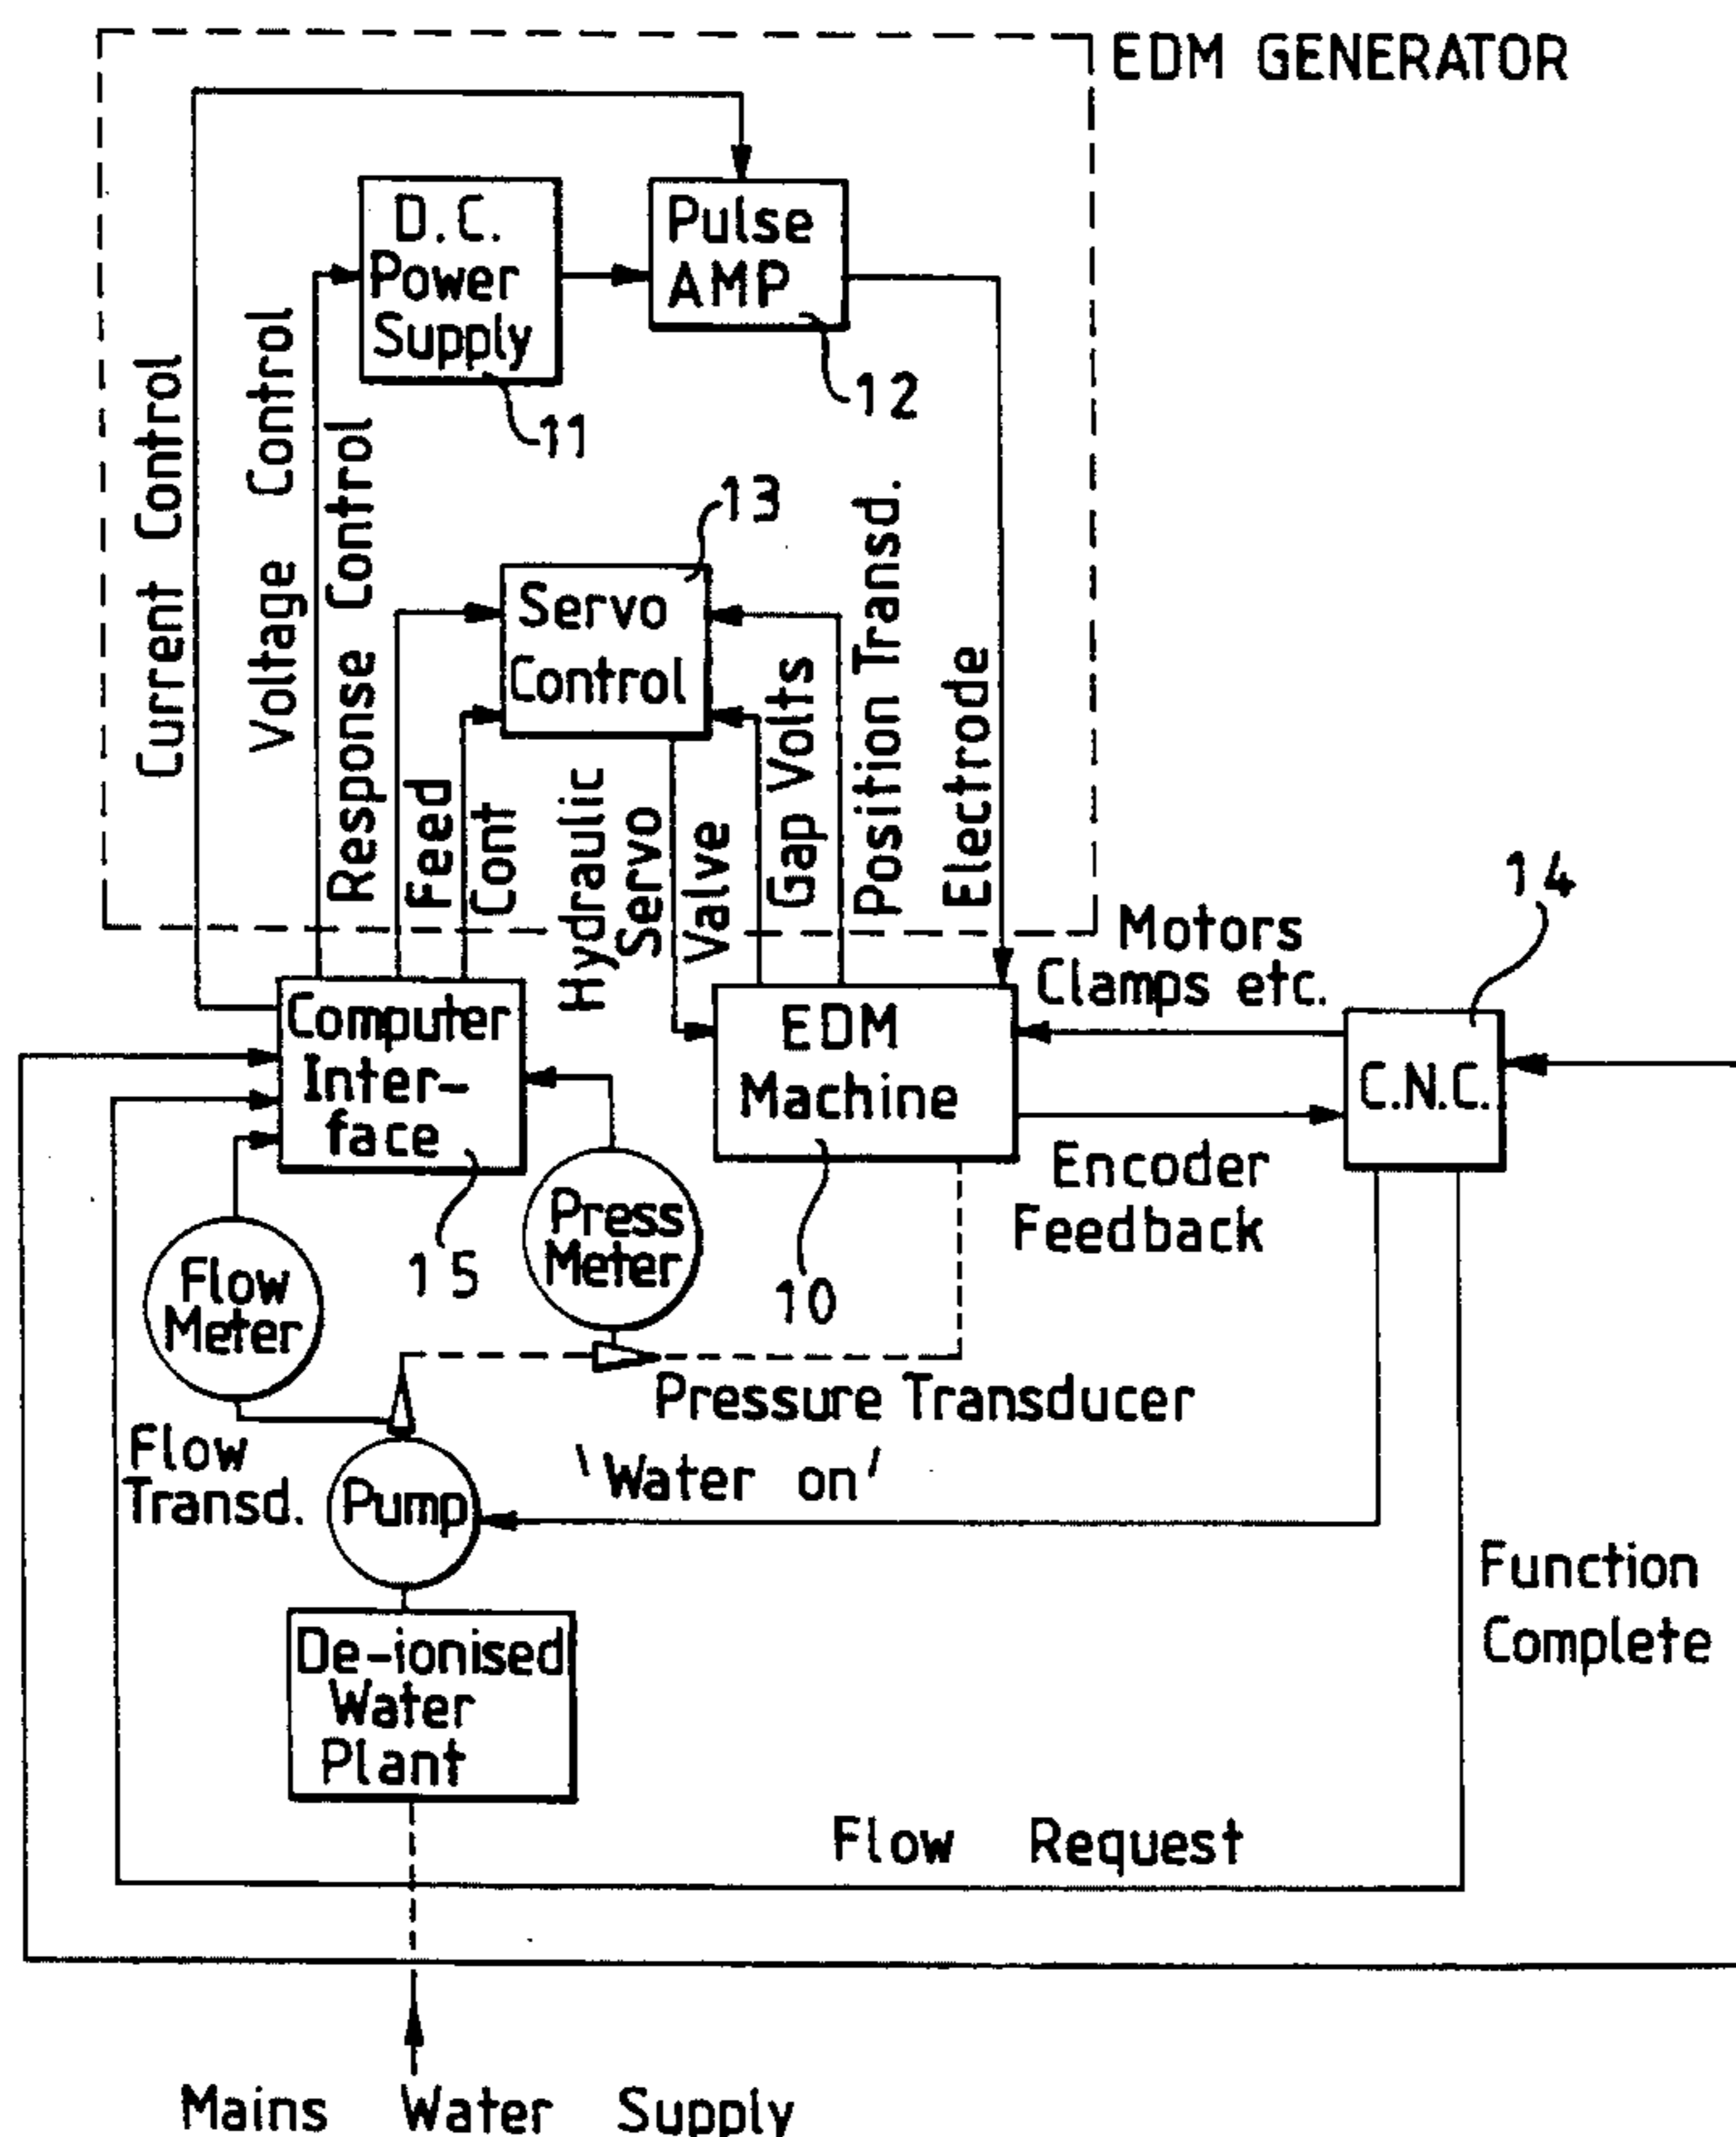 EDM GENERATOR
D.C.
Power
Supply
11
Pulse
AMP
12
Current Control
Voltage Control
Response Control
Feed
Cont
13
Servo
Control
Hydraulic
Servo
Valve
Gap Volts
Position Transd.
Electrode
Computer
Inter-
face
15
EDM
Machine
10
Motors
Clamps etc.
14
C.N.C.
Encoder
Feedback
Press
Meter
Flow
Meter
Pressure Transducer
Flow
Transd.
'Water on'
Pump
Function
Complete
De-ionised
Water
Plant
Flow Request
Mains Water Supply